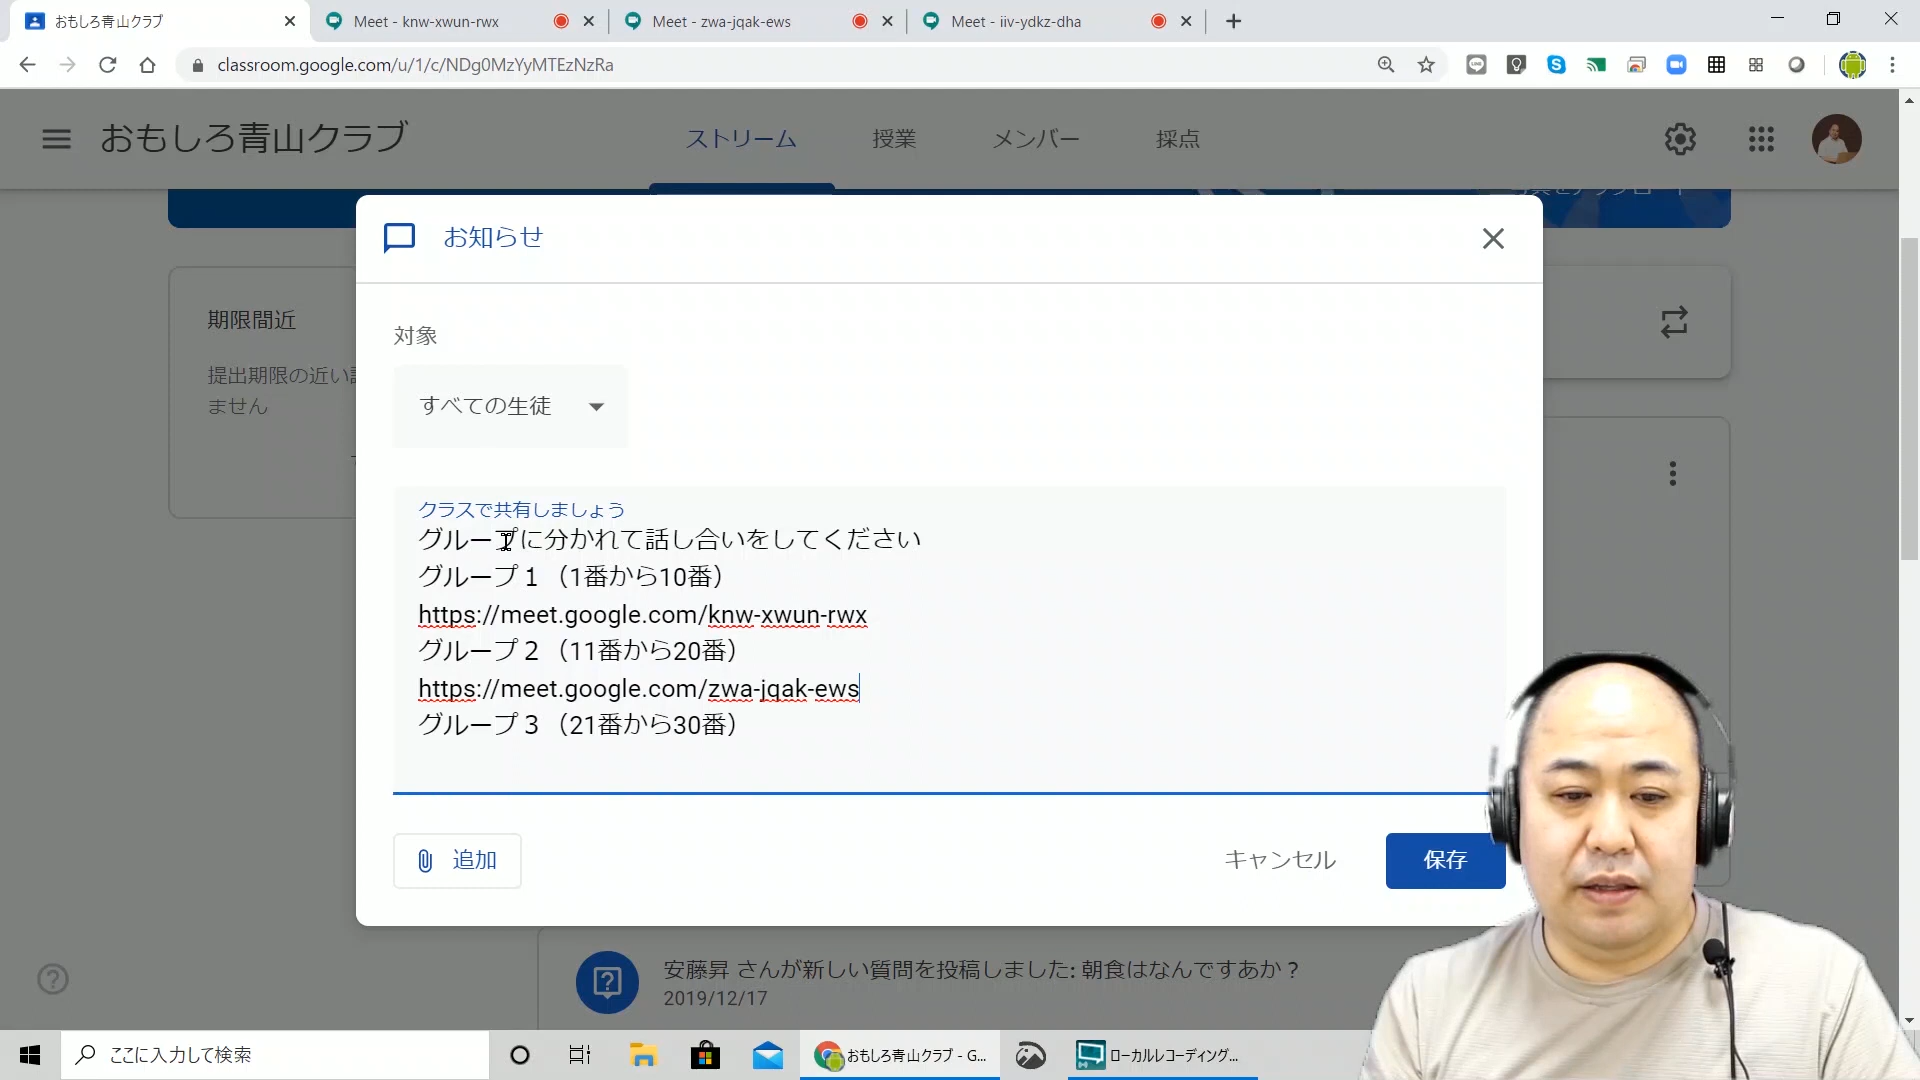 おもしろ青山クラブ
Meet - knw-xwun-rwx
Meet - zwa-jqak-ews
Meet - iiv-ydkz-dha
classroom.google.com/u/1/c/NDg0MzYyMTEzNzRa
おもしろ青山クラブ
ストリーム
授業
メンバー
採点
お知らせ
期限間近
提出期限の近い
ません
対象
すべての生徒
クラスで共有しましょう
グループに分かれて話し合いをしてください
グループ１（1番から10番）
https://meet.google.com/knw-xwun-rwx
グループ２（11番から20番）
https://meet.google.com/zwa-jqak-ews
グループ３（21番から30番）
追加
キャンセル
保存
安藤昇 さんが新しい質問を投稿しました: 朝食はなんですあか？
2019/12/17
ここに入力して検索
おもしろ青山クラブ - G...
ローカルレコーディング...